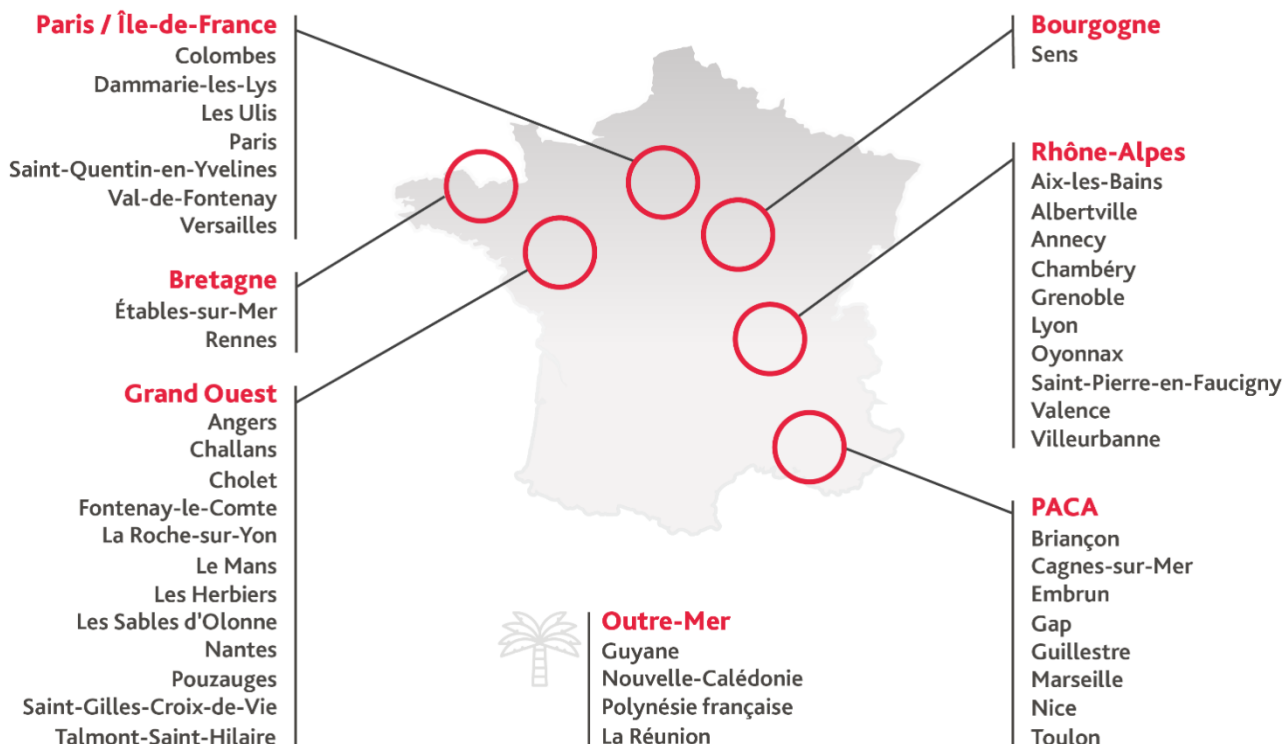 Paris / Île-de-France
Colombes
Dammarie-les-Lys
Les Ulis
Paris
Saint-Quentin-en-Yvelines
Val-de-Fontenay
Versailles
Bretagne
Étables-sur-Mer
Rennes
Grand Ouest
Angers
Challans
Cholet
Fontenay-le-Comte
La Roche-sur-Yon
Le Mans
Les Herbiers
Les Sables d'Olonne
Nantes
Pouzauges
Saint-Gilles-Croix-de-Vie
Talmont-Saint-Hilaire
Outre-Mer
Guyane
Nouvelle-Calédonie
Polynésie française
La Réunion
Bourgogne
Sens
Rhône-Alpes
Aix-les-Bains
Albertville
Annecy
Chambéry
Grenoble
Lyon
Oyonnax
Saint-Pierre-en-Faucigny
Valence
Villeurbanne
PACA
Briançon
Cagnes-sur-Mer
Embrun
Gap
Guillestre
Marseille
Nice
Toulon